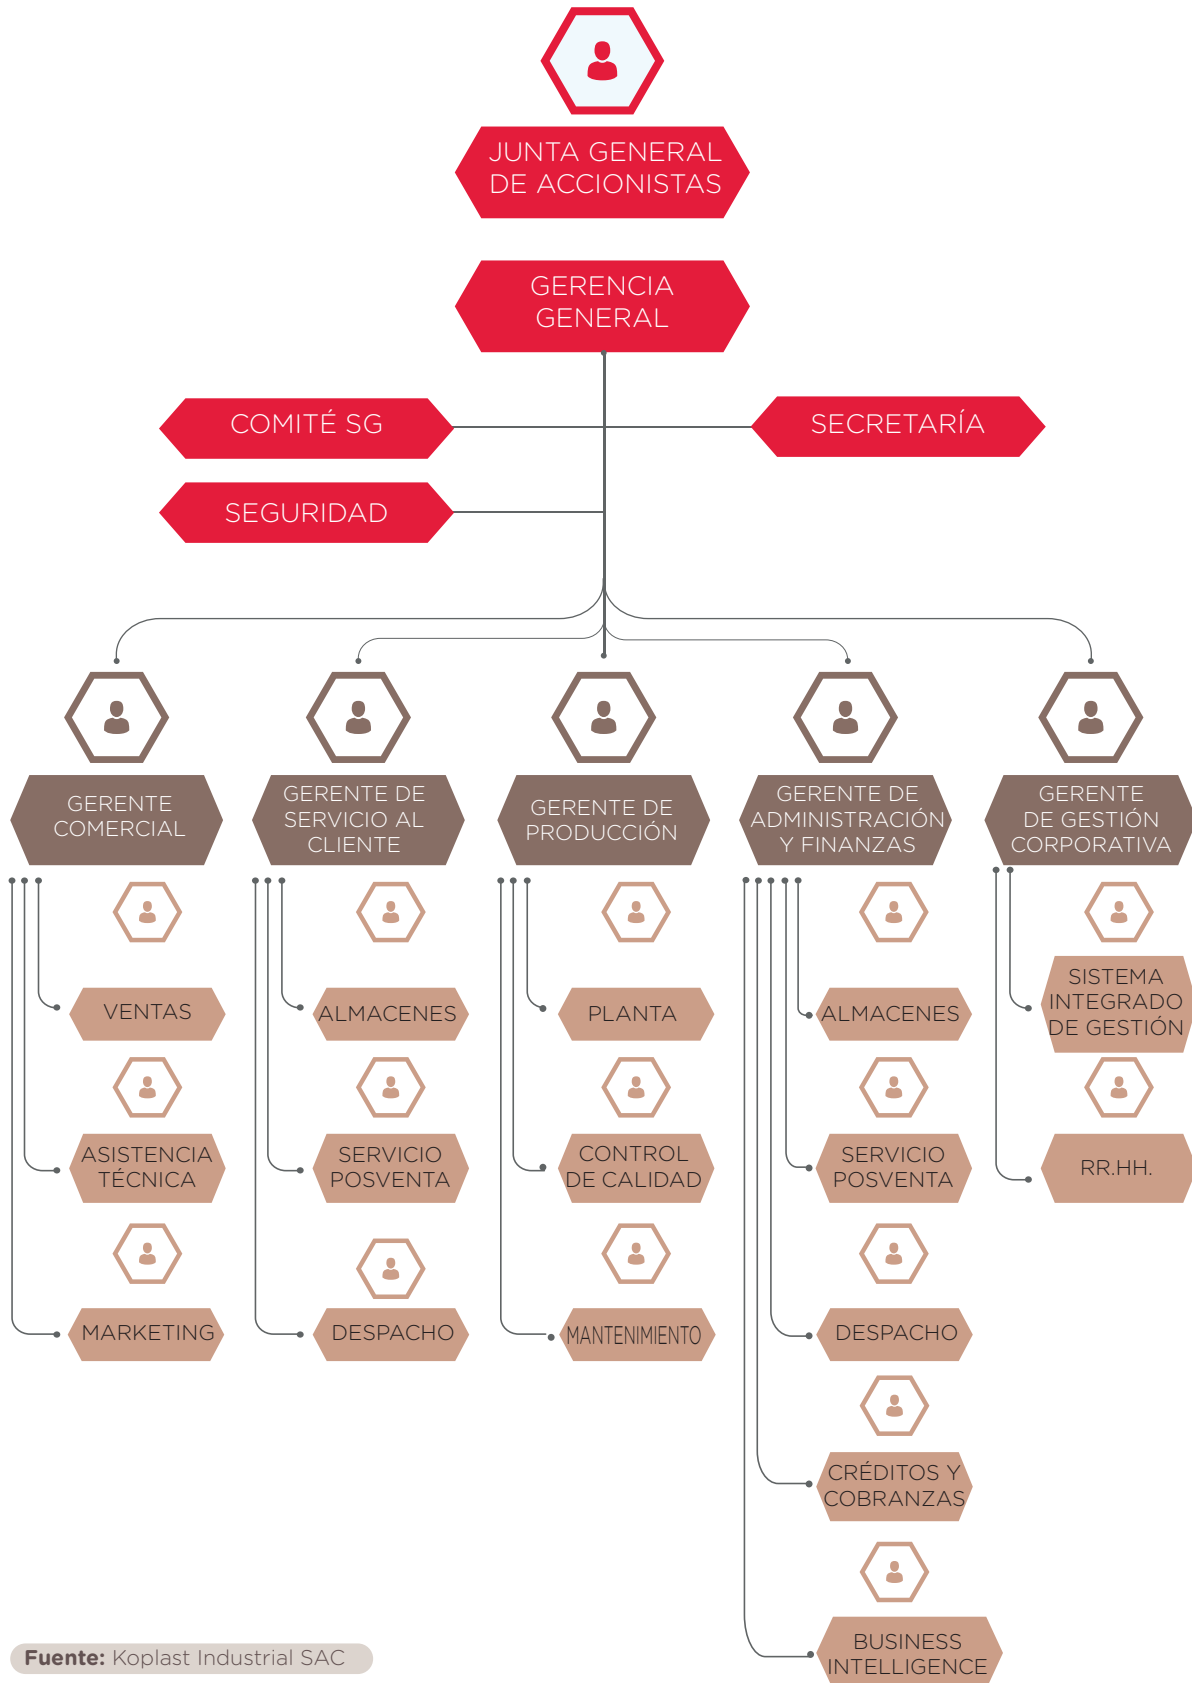 JUNTA GENERAL
DE ACCIONISTAS
GERENCIA
GENERAL
COMITÉ SG
SECRETARÍA
SEGURIDAD
GERENTE
COMERCIAL
GERENTE DE
SERVICIO AL
CLIENTE
GERENTE DE
PRODUCCIÓN
GERENTE DE
ADMINISTRACIÓN
Y FINANZAS
GERENTE
DE GESTIÓN
CORPORATIVA
VENTAS
ASISTENCIA
TÉCNICA
MARKETING
ALMACENES
SERVICIO
POSVENTA
DESPACHO
PLANTA
CONTROL
DE CALIDAD
MANTENIMIENTO
ALMACENES
SERVICIO
POSVENTA
DESPACHO
CRÉDITOS Y
COBRANZAS
BUSINESS
INTELLIGENCE
SISTEMA
INTEGRADO
DE GESTIÓN
RR.HH.
Fuente: Koplast Industrial SAC